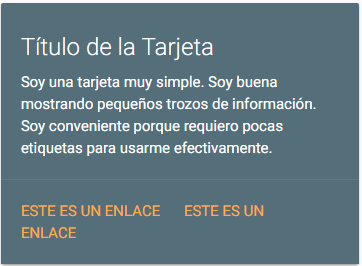 Título de la Tarjeta
Soy una tarjeta muy simple. Soy buena
mostrando pequeños trozos de información.
Soy conveniente porque requiero pocas
etiquetas para usarme efectivamente.
ESTE ES UN ENLACE ESTE ES UN
ENLACE